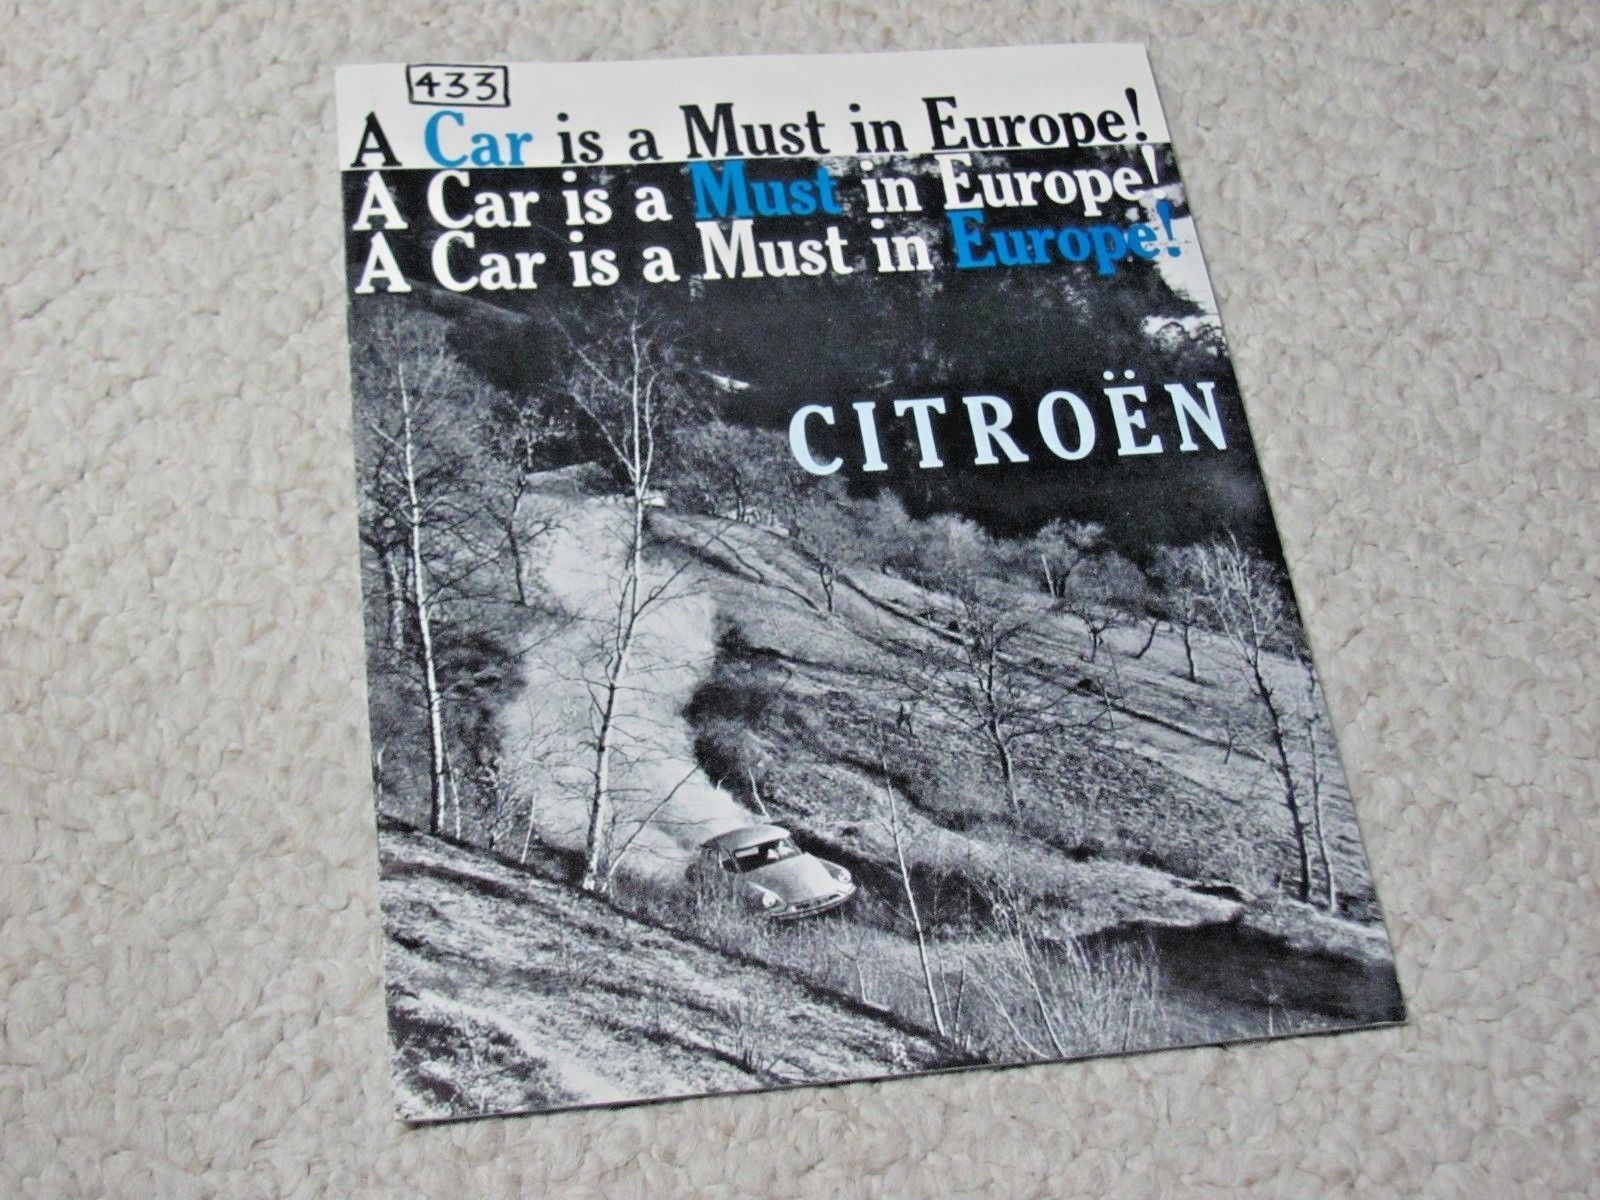 433
A Car is a Must in Europe!
A Car is a Must in Europe!
A Car is a Must in Europe!
CITROËN